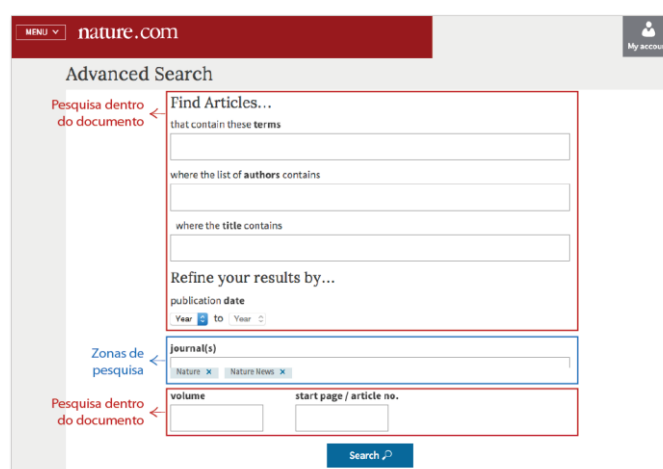 MENU nature.com
My accou
Advanced Search
Pesquisa dentro
do documento
Find Articles...
that contain these terms
where the list of authors contains
where the title contains
Refine your results by...
publication date
Year to Year
Zonas de
pesquisa
journal(s)
Nature × Nature News ×
Pesquisa dentro
do documento
volume start page / article no.
Search